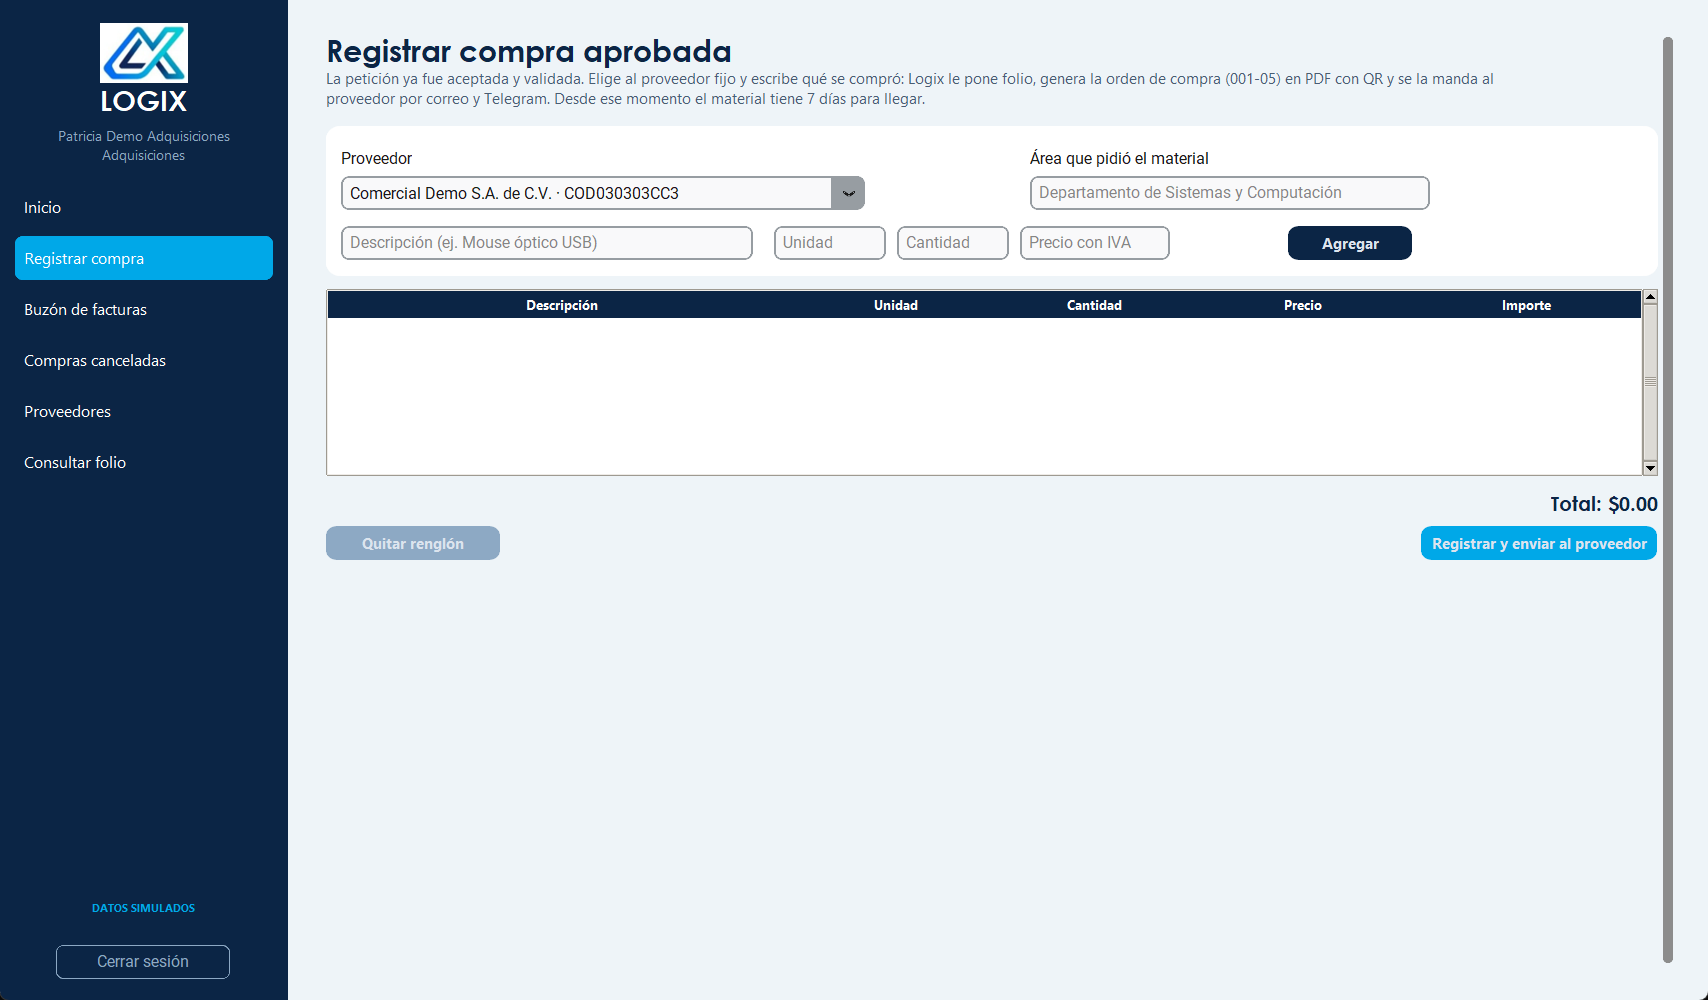 LOGIX
Patricia Demo Adquisiciones
Adquisiciones
Inicio
Registrar compra
Buzón de facturas
Compras canceladas
Proveedores
Consultar folio
DATOS SIMULADOS
Cerrar sesión
Registrar compra aprobada
La petición ya fue aceptada y validada. Elige al proveedor fijo y escribe qué se compró: Logix le pone folio, genera la orden de compra (001-05) en PDF con QR y se la manda al
proveedor por correo y Telegram. Desde ese momento el material tiene 7 días para llegar.
Proveedor
Área que pidió el material
Comercial Demo S.A. de C.V. · COD030303CC3
Departamento de Sistemas y Computación
Descripción (ej. Mouse óptico USB)
Unidad
Cantidad
Precio con IVA
Agregar
Descripción
Unidad
Cantidad
Precio
Importe
Total: $0.00
Quitar renglón
Registrar y enviar al proveedor